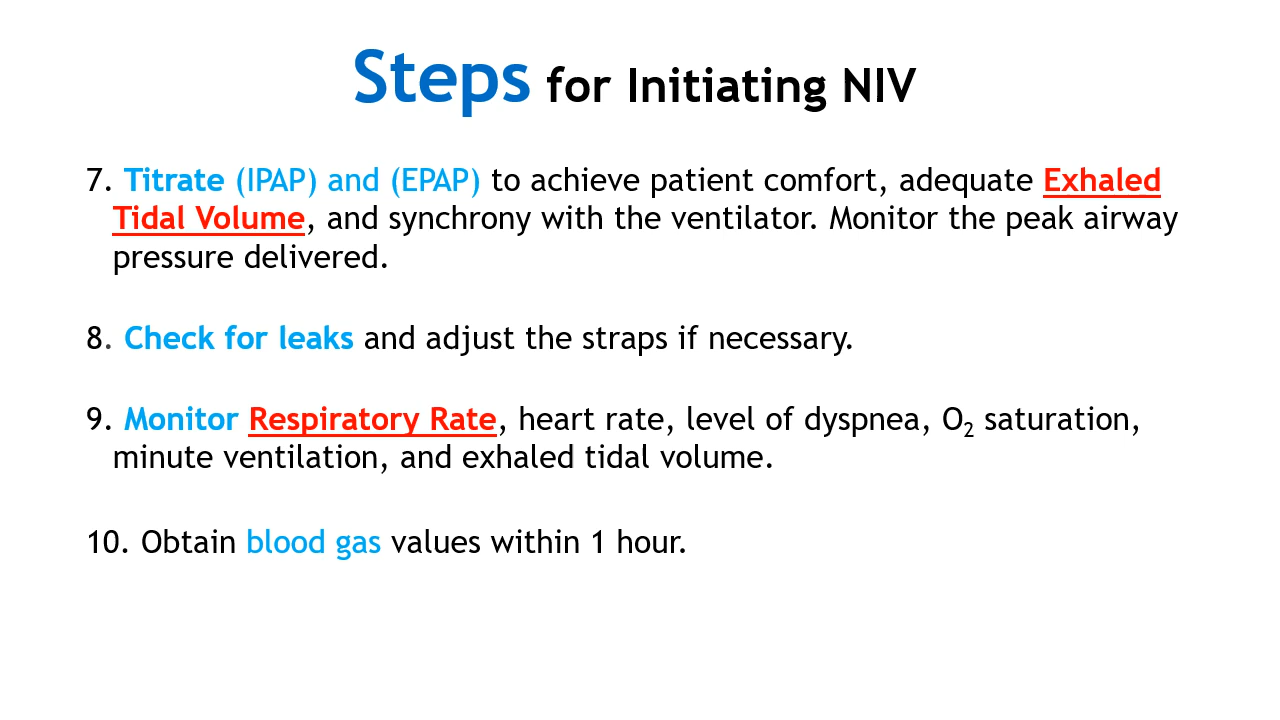 Steps for Initiating NIV
7. Titrate (IPAP) and (EPAP) to achieve patient comfort, adequate Exhaled
Tidal Volume, and synchrony with the ventilator. Monitor the peak airway
pressure delivered.
8. Check for leaks and adjust the straps if necessary.
9. Monitor Respiratory Rate, heart rate, level of dyspnea, O₂ saturation,
minute ventilation, and exhaled tidal volume.
10. Obtain blood gas values within 1 hour.